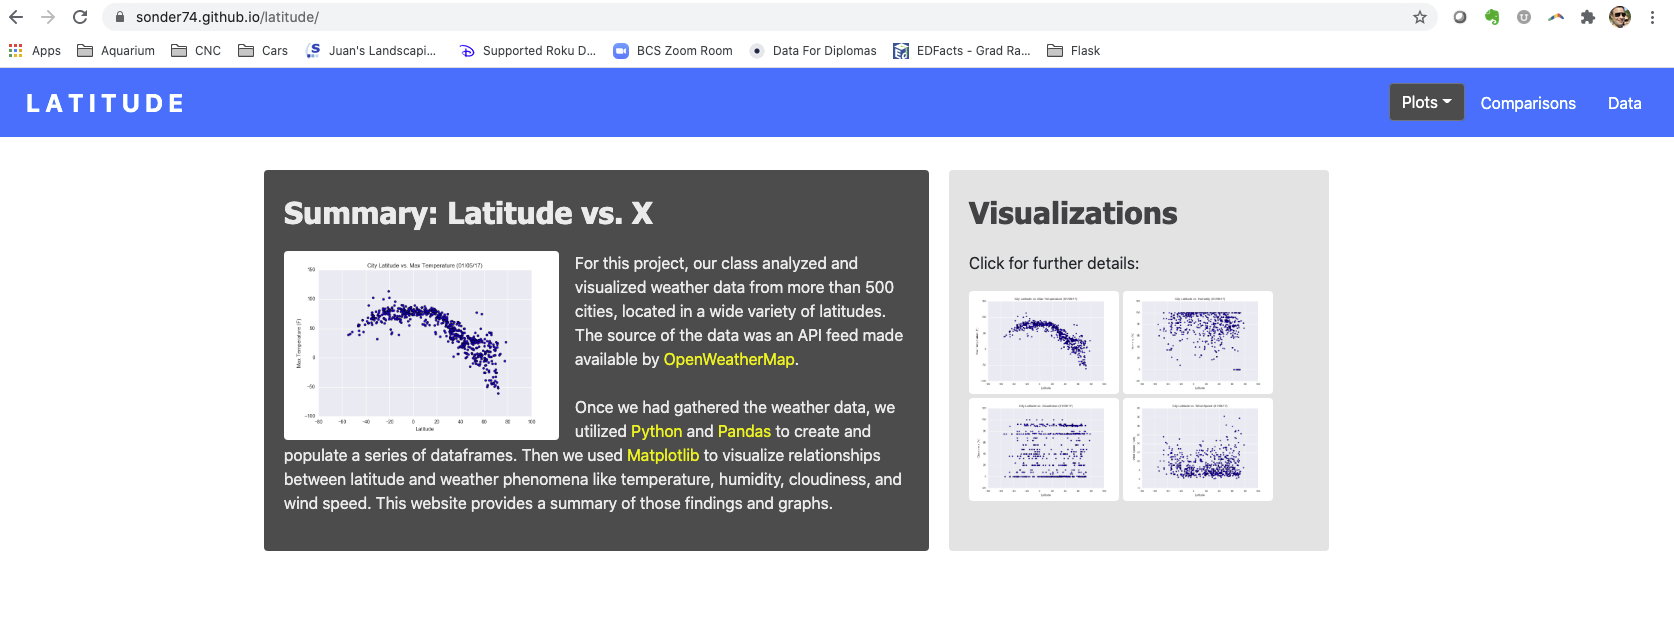 sonder74.github.io/latitude/
Apps Aquarium CNC Cars Juan's Landscapi... Supported Roku D... BCS Zoom Room Data For Diplomas EDFacts - Grad Ra... Flask
LATITUDE
Plots Comparisons Data
Summary: Latitude vs. X
City Latitude vs. Max Temperature (01/05/17)
150
100
50
0
−50
−100
Max Temperature (F)
−80 −60 −40 −20 0 20 40 60 80 100
Latitude
For this project, our class analyzed and
visualized weather data from more than 500
cities, located in a wide variety of latitudes.
The source of the data was an API feed made
available by OpenWeatherMap.
Once we had gathered the weather data, we
utilized Python and Pandas to create and
populate a series of dataframes. Then we used Matplotlib to visualize relationships
between latitude and weather phenomena like temperature, humidity, cloudiness, and
wind speed. This website provides a summary of those findings and graphs.
Visualizations
Click for further details:
Latitude
Latitude
Latitude
Latitude